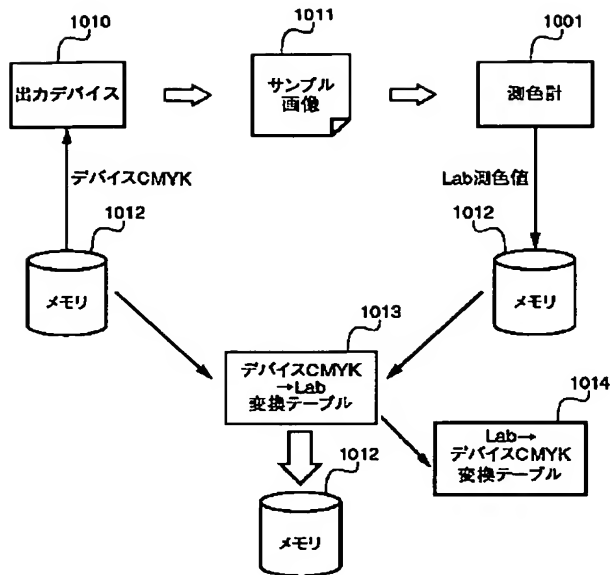 1010
1011
1001
出力デバイス
サンプル
画像
測色計
デバイスCMYK
Lab測色値
1012
1012
メモリ
メモリ
1013
デバイスCMYK
→Lab
変換テーブル
1014
Lab→
デバイスCMYK
変換テーブル
1012
メモリ